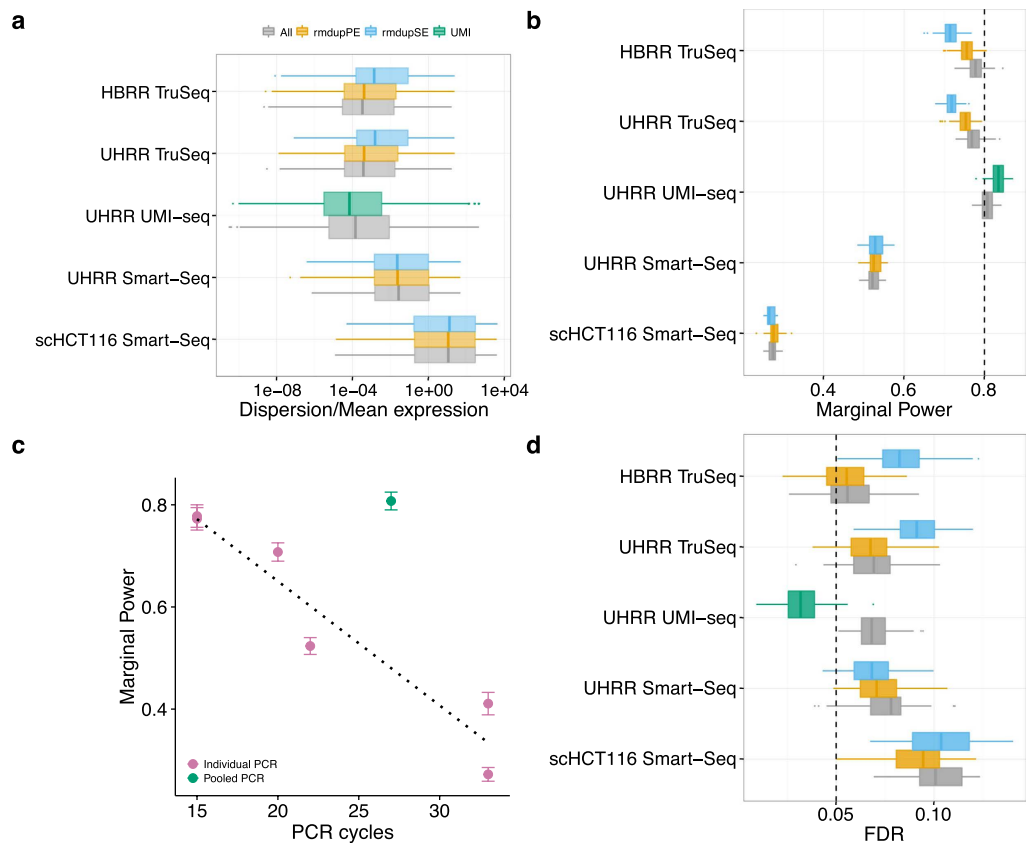 a
All rmdupPE rmdupSE UMI
HBRR TruSeq
UHRR TruSeq
UHRR UMI−seq
UHRR Smart−Seq
scHCT116 Smart−Seq
1e−08 1e−04 1e+00 1e+04
Dispersion/Mean expression
b
HBRR TruSeq
UHRR TruSeq
UHRR UMI−seq
UHRR Smart−Seq
scHCT116 Smart−Seq
0.4 0.6 0.8
Marginal Power
c
Marginal Power
0.8
0.6
0.4
Individual PCR
Pooled PCR
15 20 25 30
PCR cycles
d
HBRR TruSeq
UHRR TruSeq
UHRR UMI−seq
UHRR Smart−Seq
scHCT116 Smart−Seq
0.05 0.10
FDR